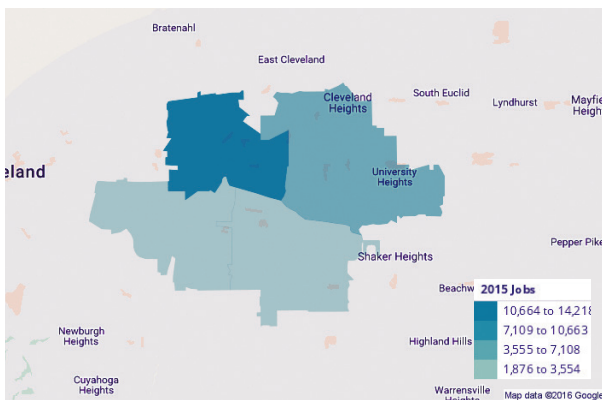 Bratenahl
East Cleveland
Cleveland
Heights
South Euclid
Lyndhurst
Mayfie
Heigh
eland
University
Heights
Shaker Heights
Pepper Pike
Beachw
2015 Jobs
10,664 to 14,218
7,109 to 10,663
3,555 to 7,108
1,876 to 3,554
Newburgh
Heights
Highland Hills
Cuyahoga
Heights
Warrensville
Heights
Map data ©2016 Google